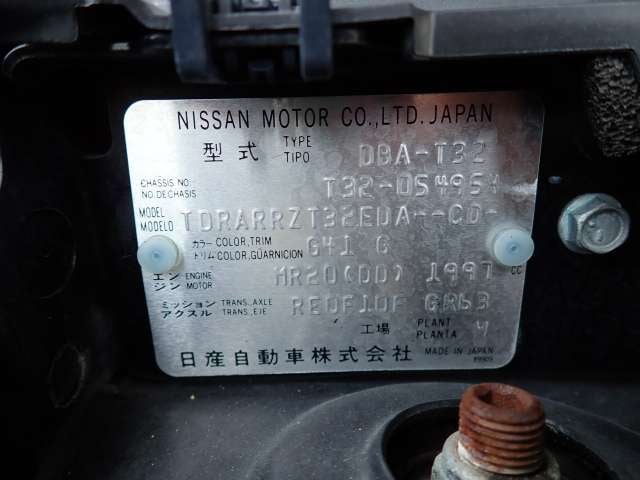 NISSAN MOTOR CO.,LTD. JAPAN
型式 TYPE TIPO DBA-T32
CHASSIS NO. NO.DE CHASIS T32-054954
MODEL MODELO TDRARRZT32EDA--CD-
カラー COLOR,TRIM トリム COLOR,GUARNICION G41 G
エンジン ENGINE MOTOR MR20(DD) 1997 CC
ミッション TRANS.,AXLE アクスル TRANS.,EJE RE0F10F GR63
工場 PLANT PLANTA 4
日産自動車株式会社 MADE IN JAPAN